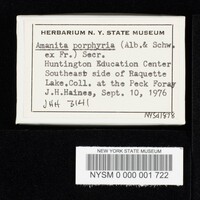 HERBARIUM N. Y. STATE MUSEUM
Amanita porphyria (Alb.& Schw.
ex Fr.) Secr.
Huntington Education Center
Southeast side of Raquette
Lake.Coll. at the Peck Foray
J.H.Haines, Sept. 10, 1976
JHH 3141
NYSd1978
NEW YORK STATE MUSEUM
NYSM 0 000 001 722